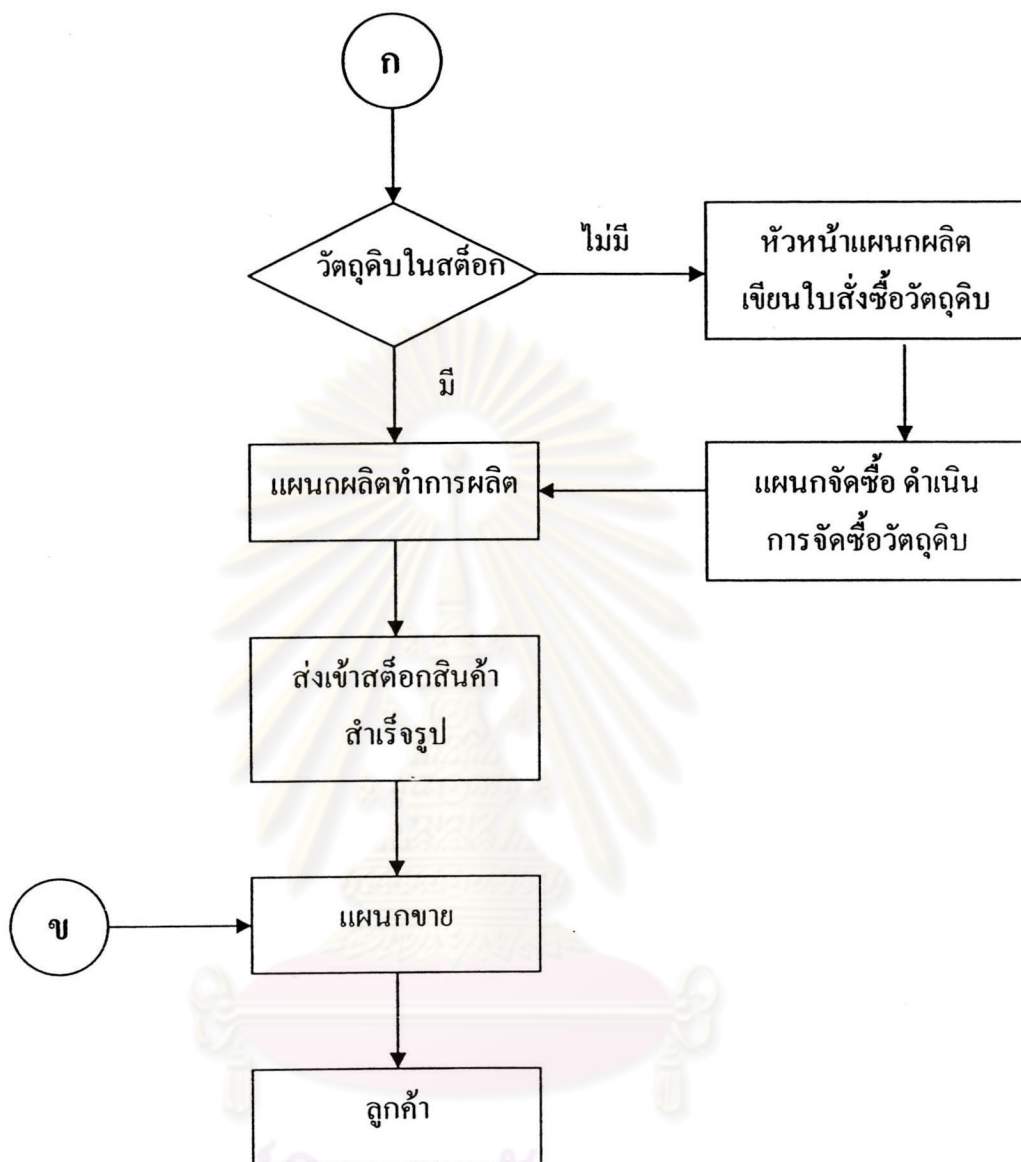 ก
วัตถุดิบในสต็อก
ไม่มี
หัวหน้าแผนกผลิต
เขียนใบสั่งซื้อวัตถุดิบ
มี
แผนกผลิตทำการผลิต
แผนกจัดซื้อ ดำเนิน
การจัดซื้อวัตถุดิบ
ส่งเข้าสต็อกสินค้า
สำเร็จรูป
ข
แผนกขาย
ลูกค้า